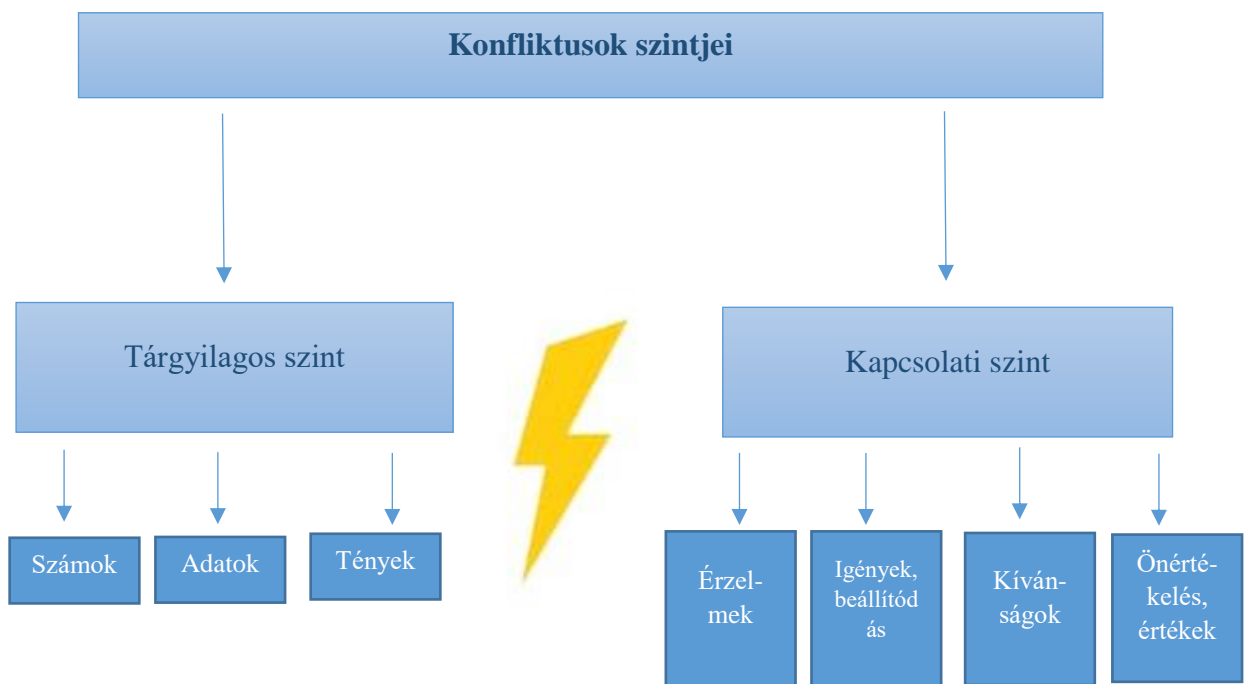 Konfliktusok szintjei
Tárgyilagos szint
Kapcsolati szint
Számok
Adatok
Tények
Érzel-
mek
Igények,
beállítód
ás
Kíván-
ságok
Önérté-
kelés,
értékek